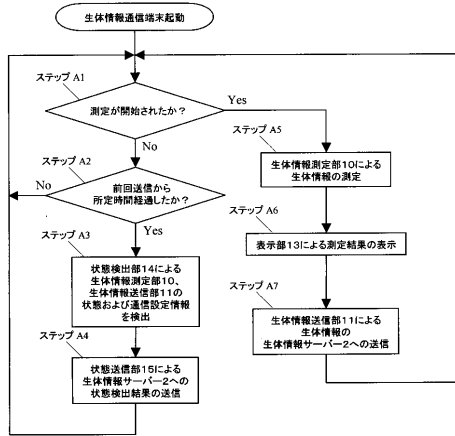 生体情報通信端末起動
ステップ A1
測定が開始されたか？
Yes
No
ステップ A2
前回送信から
所定時間経過したか？
No
Yes
ステップ A3
状態検出部14による
生体情報測定部10、
生体情報送信部11の
状態および通信設定情報
を検出
ステップ A4
状態送信部15による
生体情報サーバー2への
状態検出結果の送信
ステップ A5
生体情報測定部10による
生体情報の測定
ステップ A6
表示部13による測定結果の表示
ステップ A7
生体情報送信部11による
生体情報の
生体情報サーバー2への送信